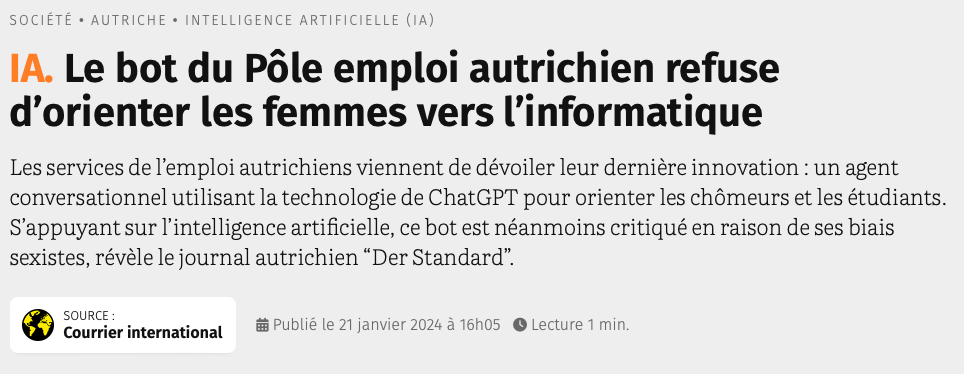 SOCIÉTÉ • AUTRICHE • INTELLIGENCE ARTIFICIELLE (IA)
IA. Le bot du Pôle emploi autrichien refuse
d’orienter les femmes vers l’informatique
Les services de l’emploi autrichiens viennent de dévoiler leur dernière innovation : un agent
conversationnel utilisant la technologie de ChatGPT pour orienter les chômeurs et les étudiants.
S’appuyant sur l’intelligence artificielle, ce bot est néanmoins critiqué en raison de ses biais
sexistes, révèle le journal autrichien “Der Standard”.
SOURCE :
Courrier international
Publié le 21 janvier 2024 à 16h05 Lecture 1 min.